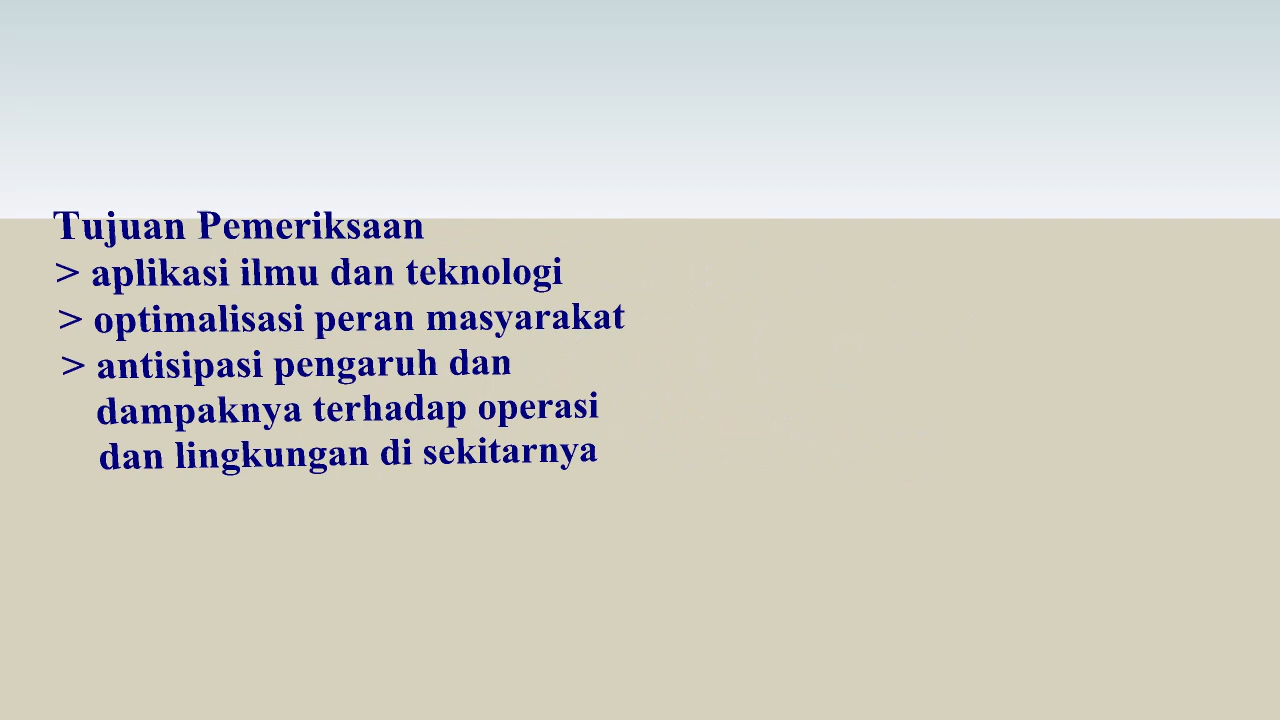 Tujuan Pemeriksaan
> aplikasi ilmu dan teknologi
> optimalisasi peran masyarakat
> antisipasi pengaruh dan
dampaknya terhadap operasi
dan lingkungan di sekitarnya